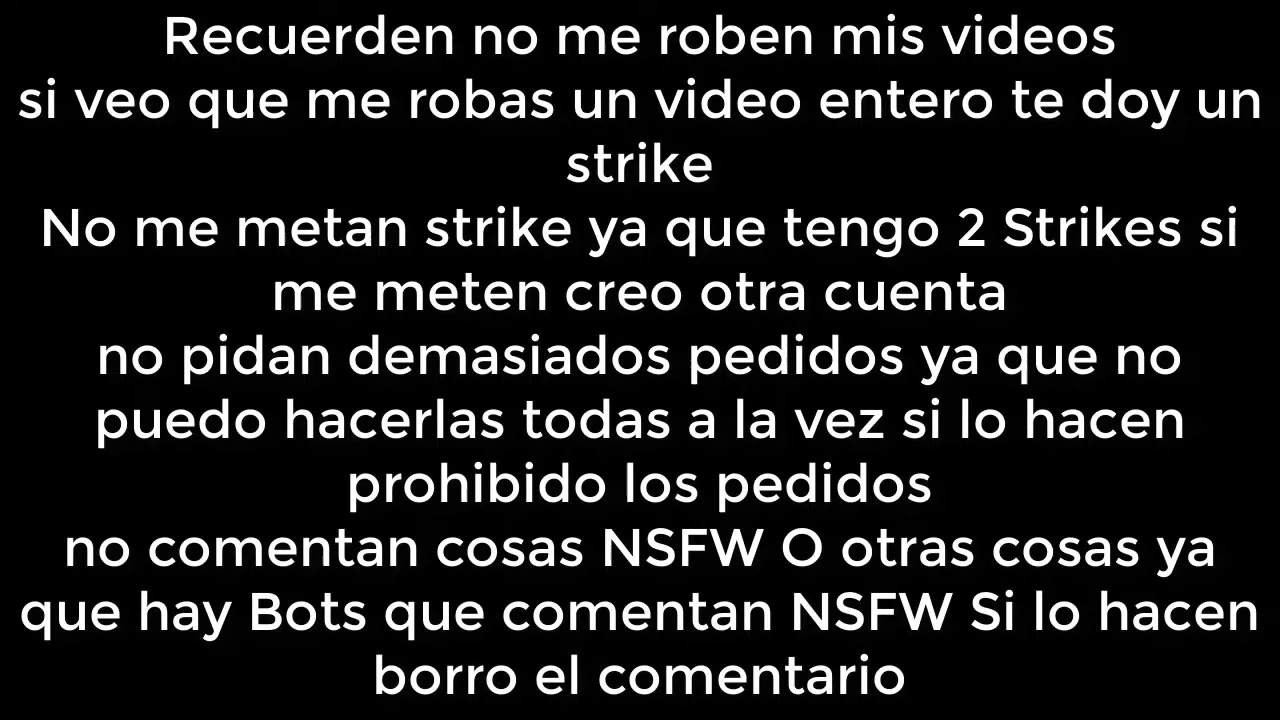 Recuerden no me roben mis videos
si veo que me robas un video entero te doy un
strike
No me metan strike ya que tengo 2 Strikes si
me meten creo otra cuenta
no pidan demasiados pedidos ya que no
puedo hacerlas todas a la vez si lo hacen
prohibido los pedidos
no comentan cosas NSFW O otras cosas ya
que hay Bots que comentan NSFW Si lo hacen
borro el comentario